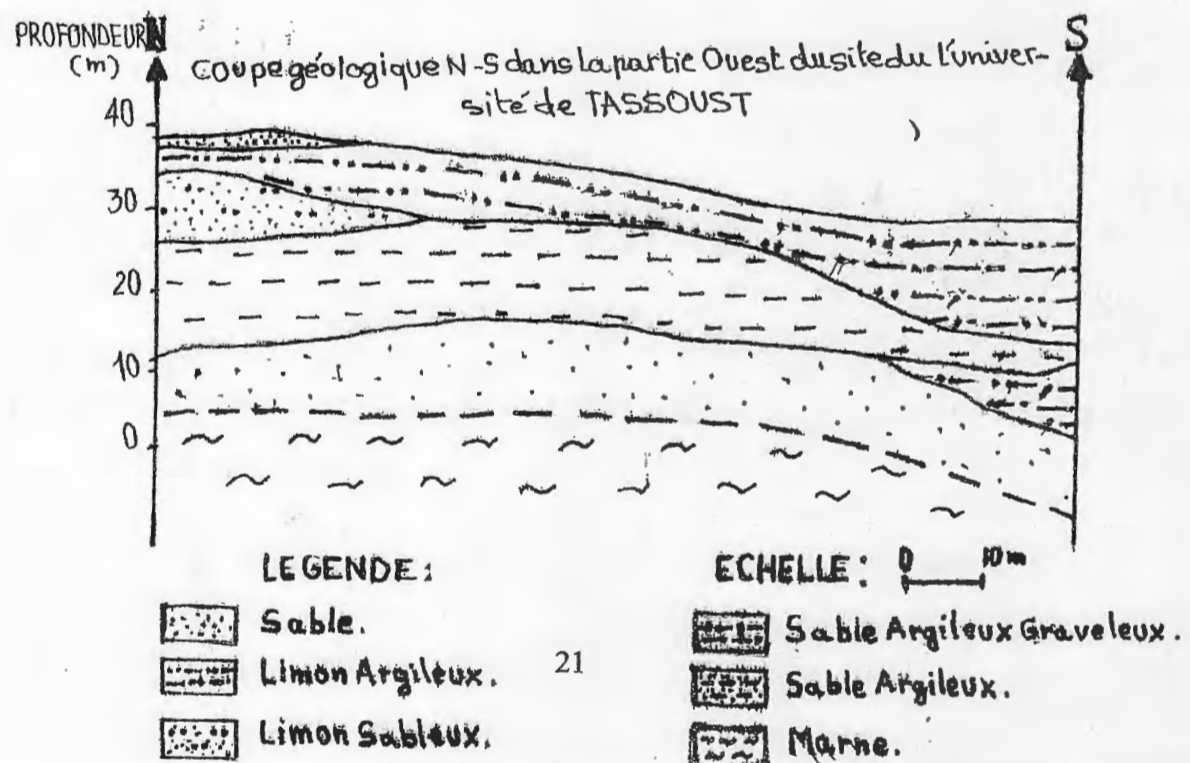 PROFONDEUR N
(m)
S
Coupe géologique N-S dans la partie Ouest du site du l'univer-
sité de TASSOUST
40
30
20
10
0
LEGENDE:
ECHELLE: 0 10m
Sable.
Sable Argileux Graveleux.
Limon Argileux.
21
Sable Argileux.
Limon Sableux.
Marne.